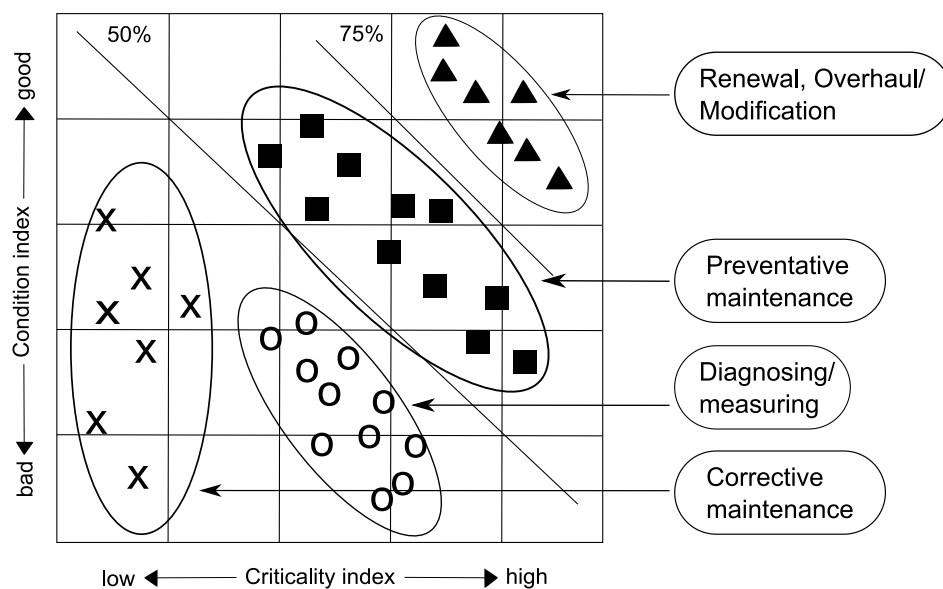 50%
75%
good
Condition index
bad
X
X
X
X
X
X
X
O
O
O
O
O
O
O
O
O
O
O
Renewal, Overhaul/
Modification
Preventative
maintenance
Diagnosing/
measuring
Corrective
maintenance
low
Criticality index
high